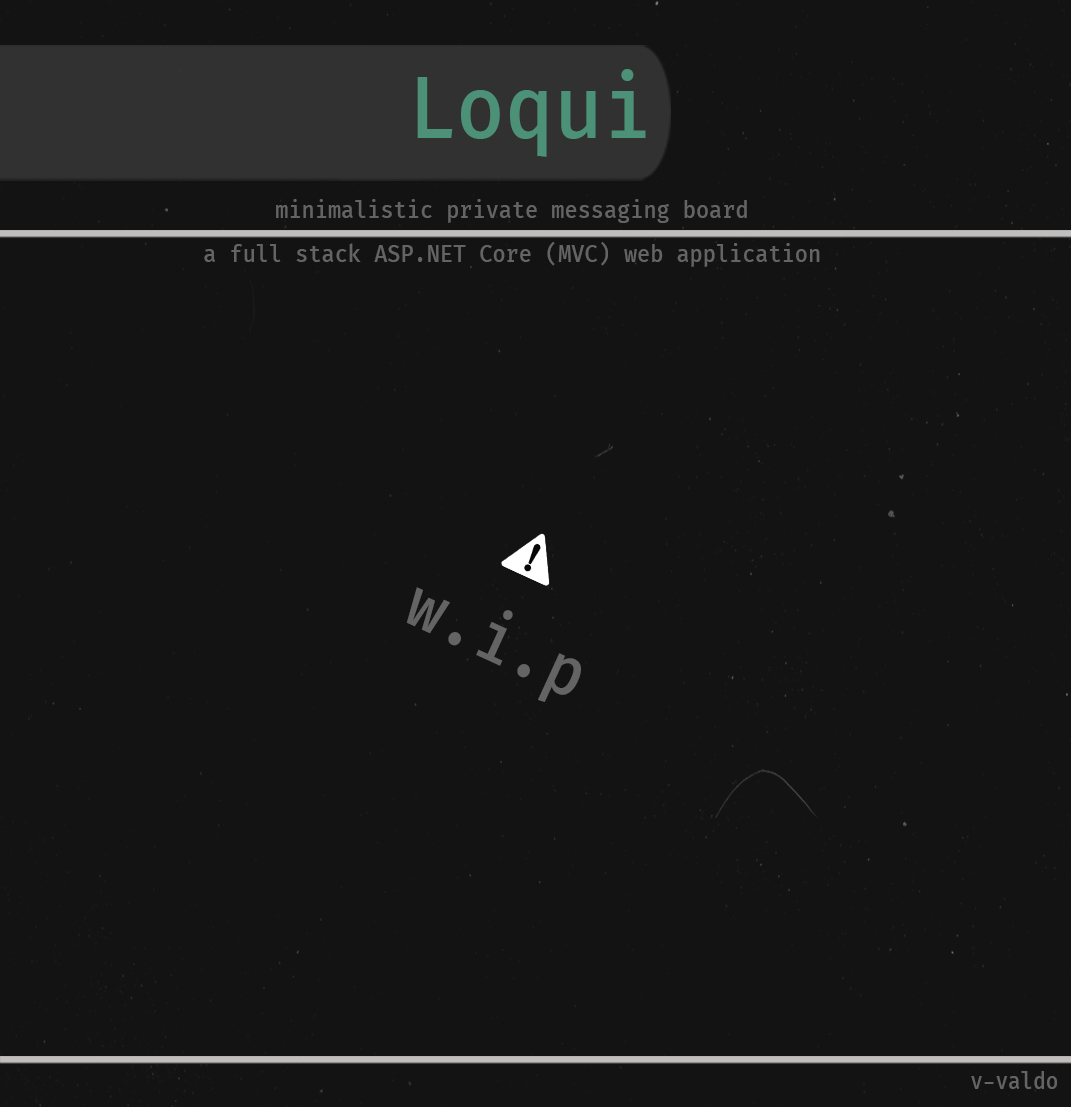 Loqui
minimalistic private messaging board
a full stack ASP.NET Core (MVC) web application
!
w.i.p
v-valdo